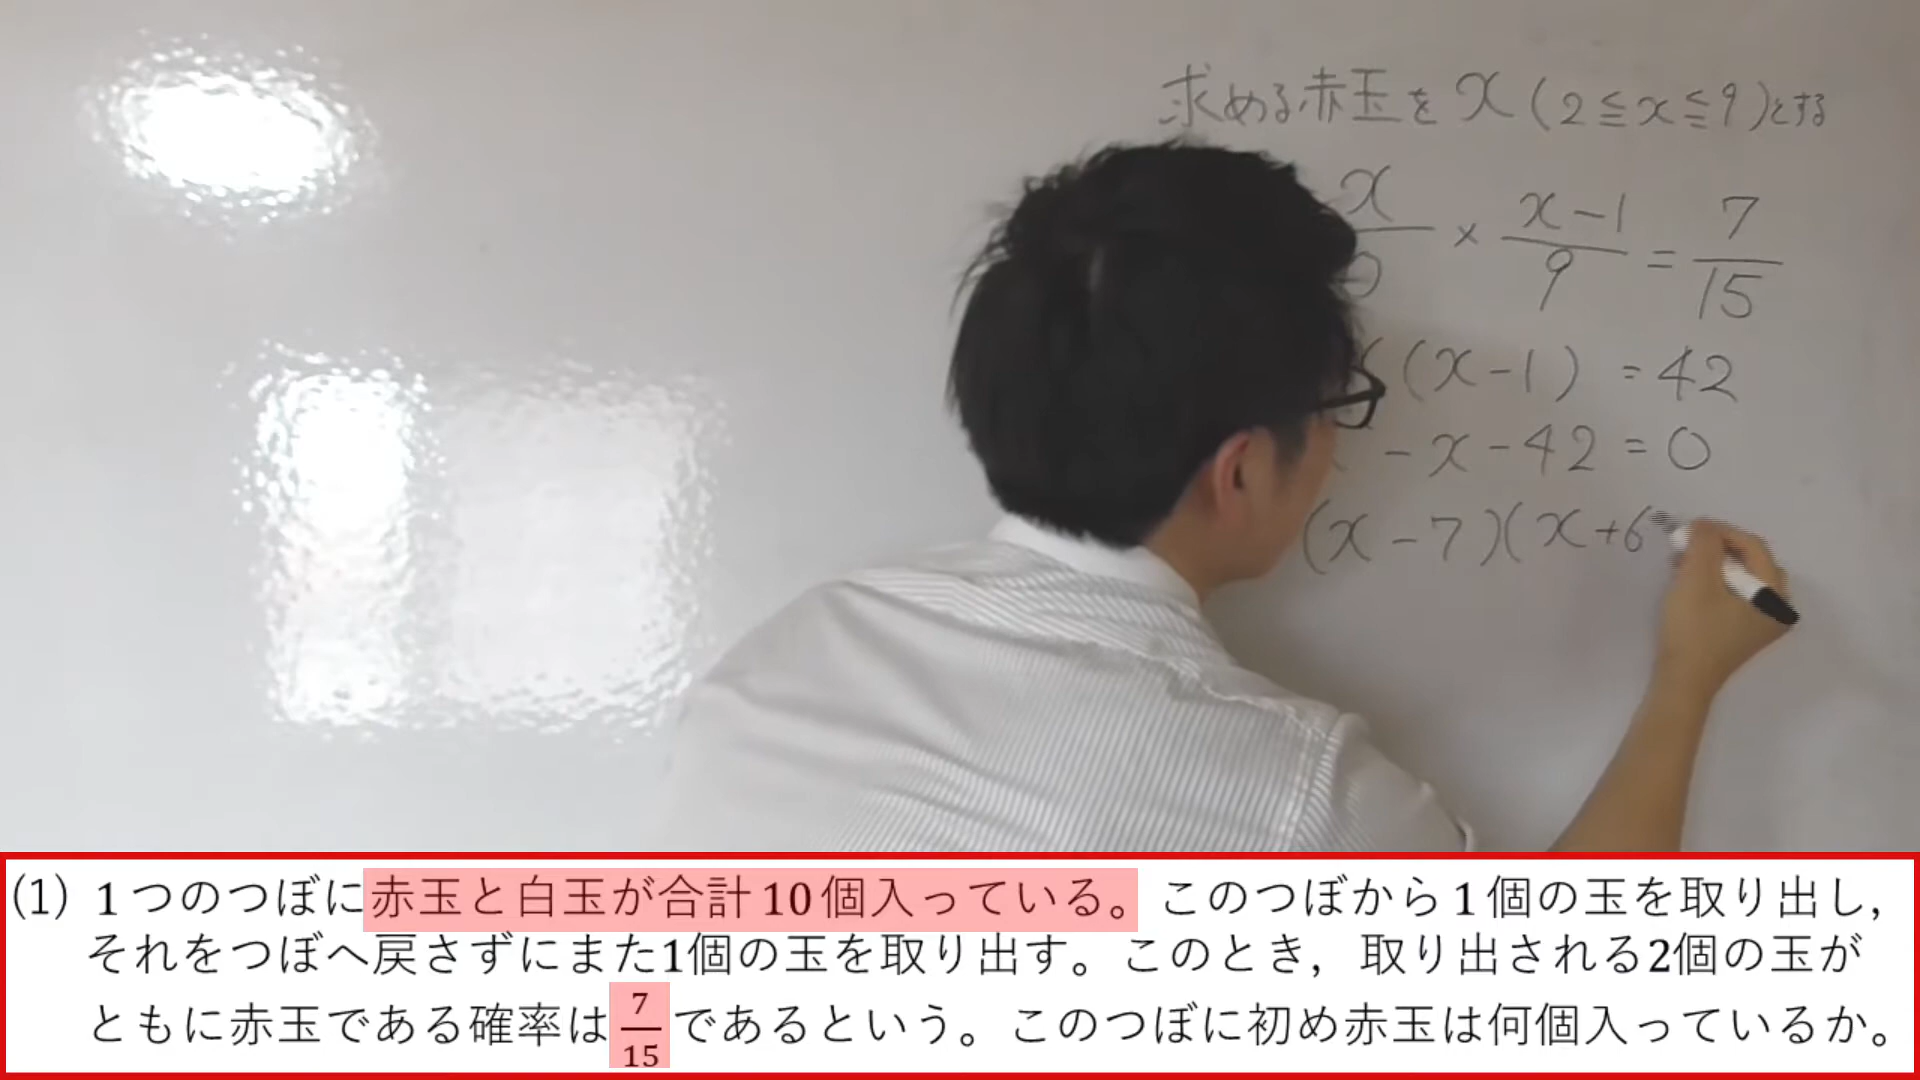 求める赤玉を x (2≦x≦9)とする
x/0 × x-1/9 = 7/15
(x-1) = 42
-x-42=0
(x-7)(x+6
(1) 1つのつぼに赤玉と白玉が合計10個入っている。このつぼから1個の玉を取り出し,
それをつぼへ戻さずにまた1個の玉を取り出す。このとき, 取り出される2個の玉が
ともに赤玉である確率は 7/15 であるという。このつぼに初め赤玉は何個入っているか。